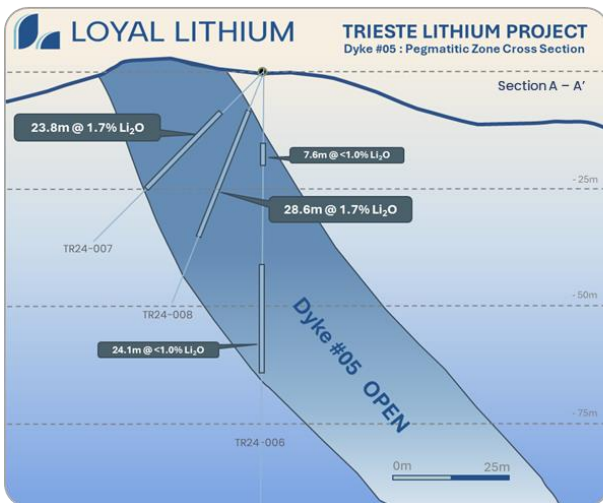 LOYAL LITHIUM
TRIESTE LITHIUM PROJECT
Dyke #05 : Pegmatitic Zone Cross Section
Section A – A'
23.8m @ 1.7% Li₂O
7.6m @ <1.0% Li₂O
- 25m
28.6m @ 1.7% Li₂O
TR24-007
- 50m
TR24-008
Dyke #05 OPEN
24.1m @ <1.0% Li₂O
- 75m
TR24-006
0m 25m